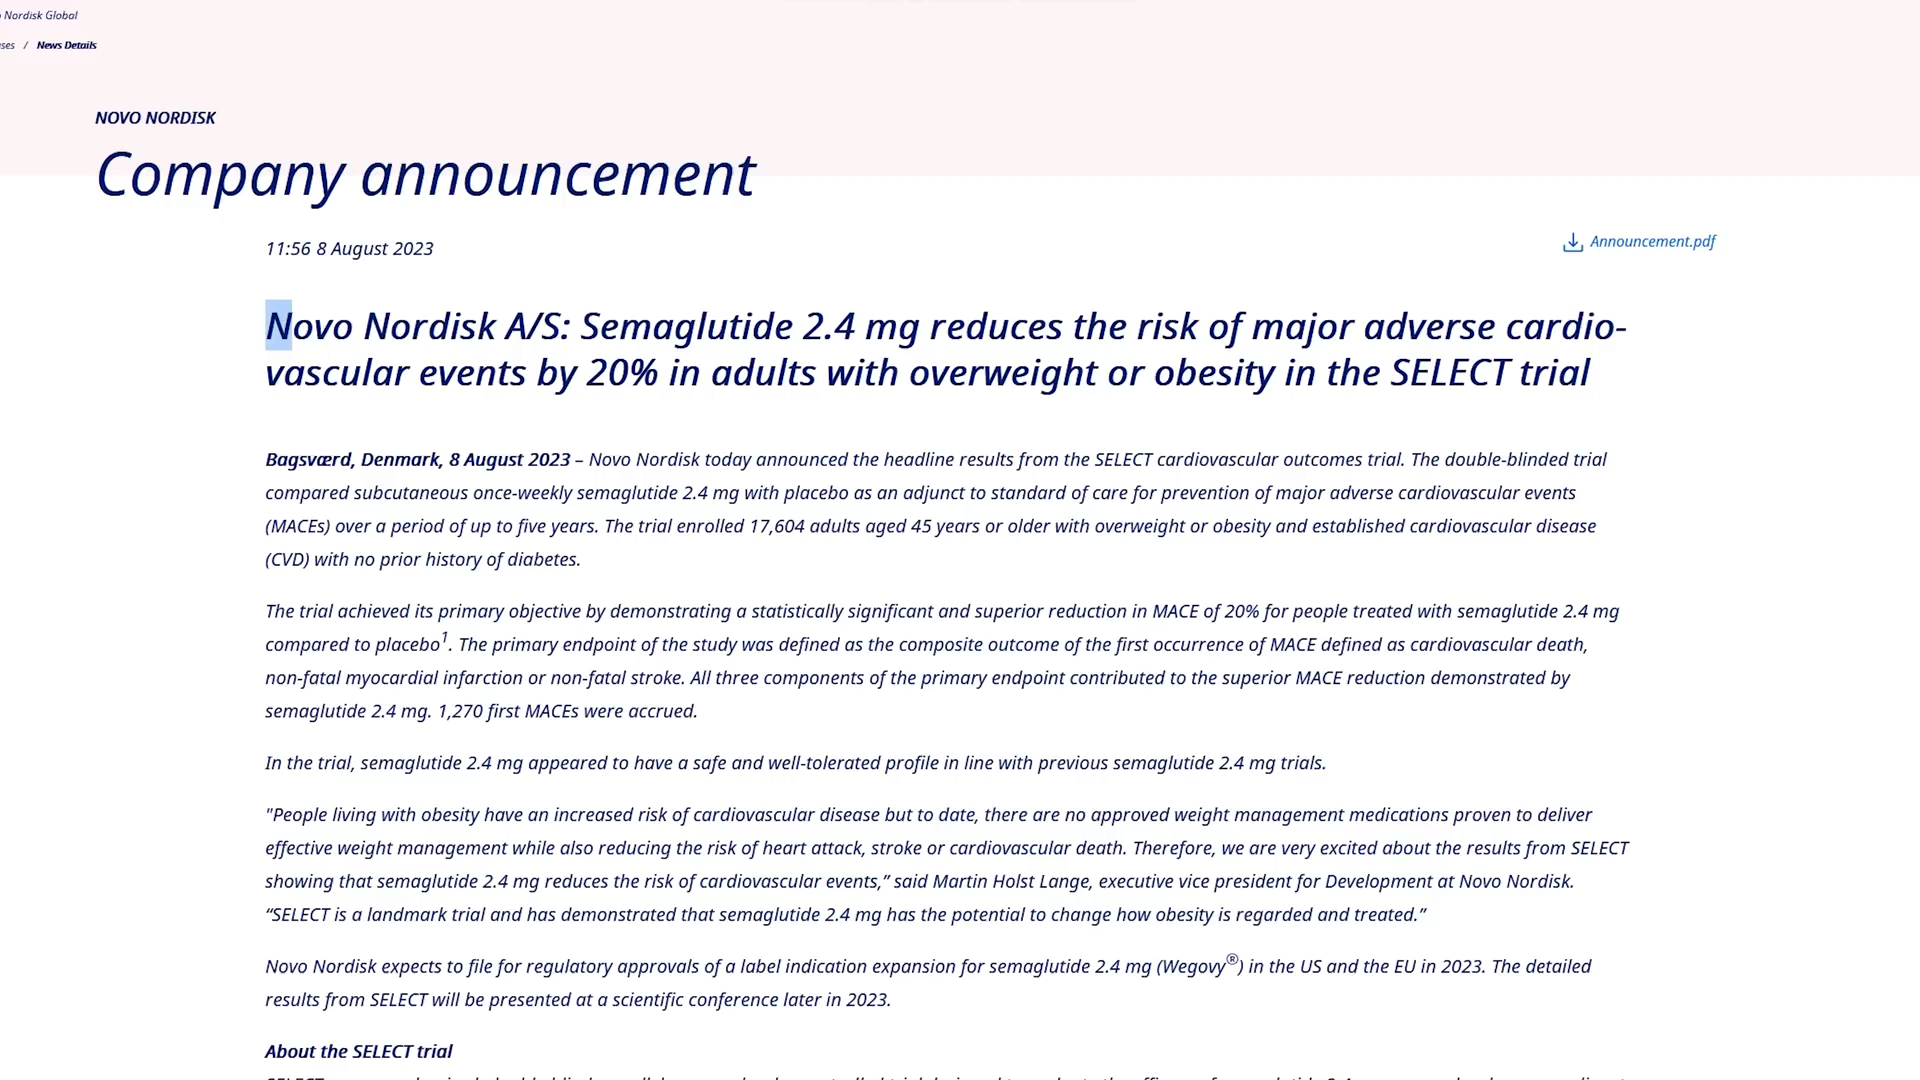 Nordisk Global
/ News Details
NOVO NORDISK
Company announcement
11:56 8 August 2023
Announcement.pdf
Novo Nordisk A/S: Semaglutide 2.4 mg reduces the risk of major adverse cardio-
vascular events by 20% in adults with overweight or obesity in the SELECT trial
Bagsværd, Denmark, 8 August 2023 – Novo Nordisk today announced the headline results from the SELECT cardiovascular outcomes trial. The double-blinded trial
compared subcutaneous once-weekly semaglutide 2.4 mg with placebo as an adjunct to standard of care for prevention of major adverse cardiovascular events
(MACEs) over a period of up to five years. The trial enrolled 17,604 adults aged 45 years or older with overweight or obesity and established cardiovascular disease
(CVD) with no prior history of diabetes.
The trial achieved its primary objective by demonstrating a statistically significant and superior reduction in MACE of 20% for people treated with semaglutide 2.4 mg
compared to placebo¹. The primary endpoint of the study was defined as the composite outcome of the first occurrence of MACE defined as cardiovascular death,
non-fatal myocardial infarction or non-fatal stroke. All three components of the primary endpoint contributed to the superior MACE reduction demonstrated by
semaglutide 2.4 mg. 1,270 first MACEs were accrued.
In the trial, semaglutide 2.4 mg appeared to have a safe and well-tolerated profile in line with previous semaglutide 2.4 mg trials.
"People living with obesity have an increased risk of cardiovascular disease but to date, there are no approved weight management medications proven to deliver
effective weight management while also reducing the risk of heart attack, stroke or cardiovascular death. Therefore, we are very excited about the results from SELECT
showing that semaglutide 2.4 mg reduces the risk of cardiovascular events,” said Martin Holst Lange, executive vice president for Development at Novo Nordisk.
“SELECT is a landmark trial and has demonstrated that semaglutide 2.4 mg has the potential to change how obesity is regarded and treated.”
Novo Nordisk expects to file for regulatory approvals of a label indication expansion for semaglutide 2.4 mg (Wegovy®) in the US and the EU in 2023. The detailed
results from SELECT will be presented at a scientific conference later in 2023.
About the SELECT trial